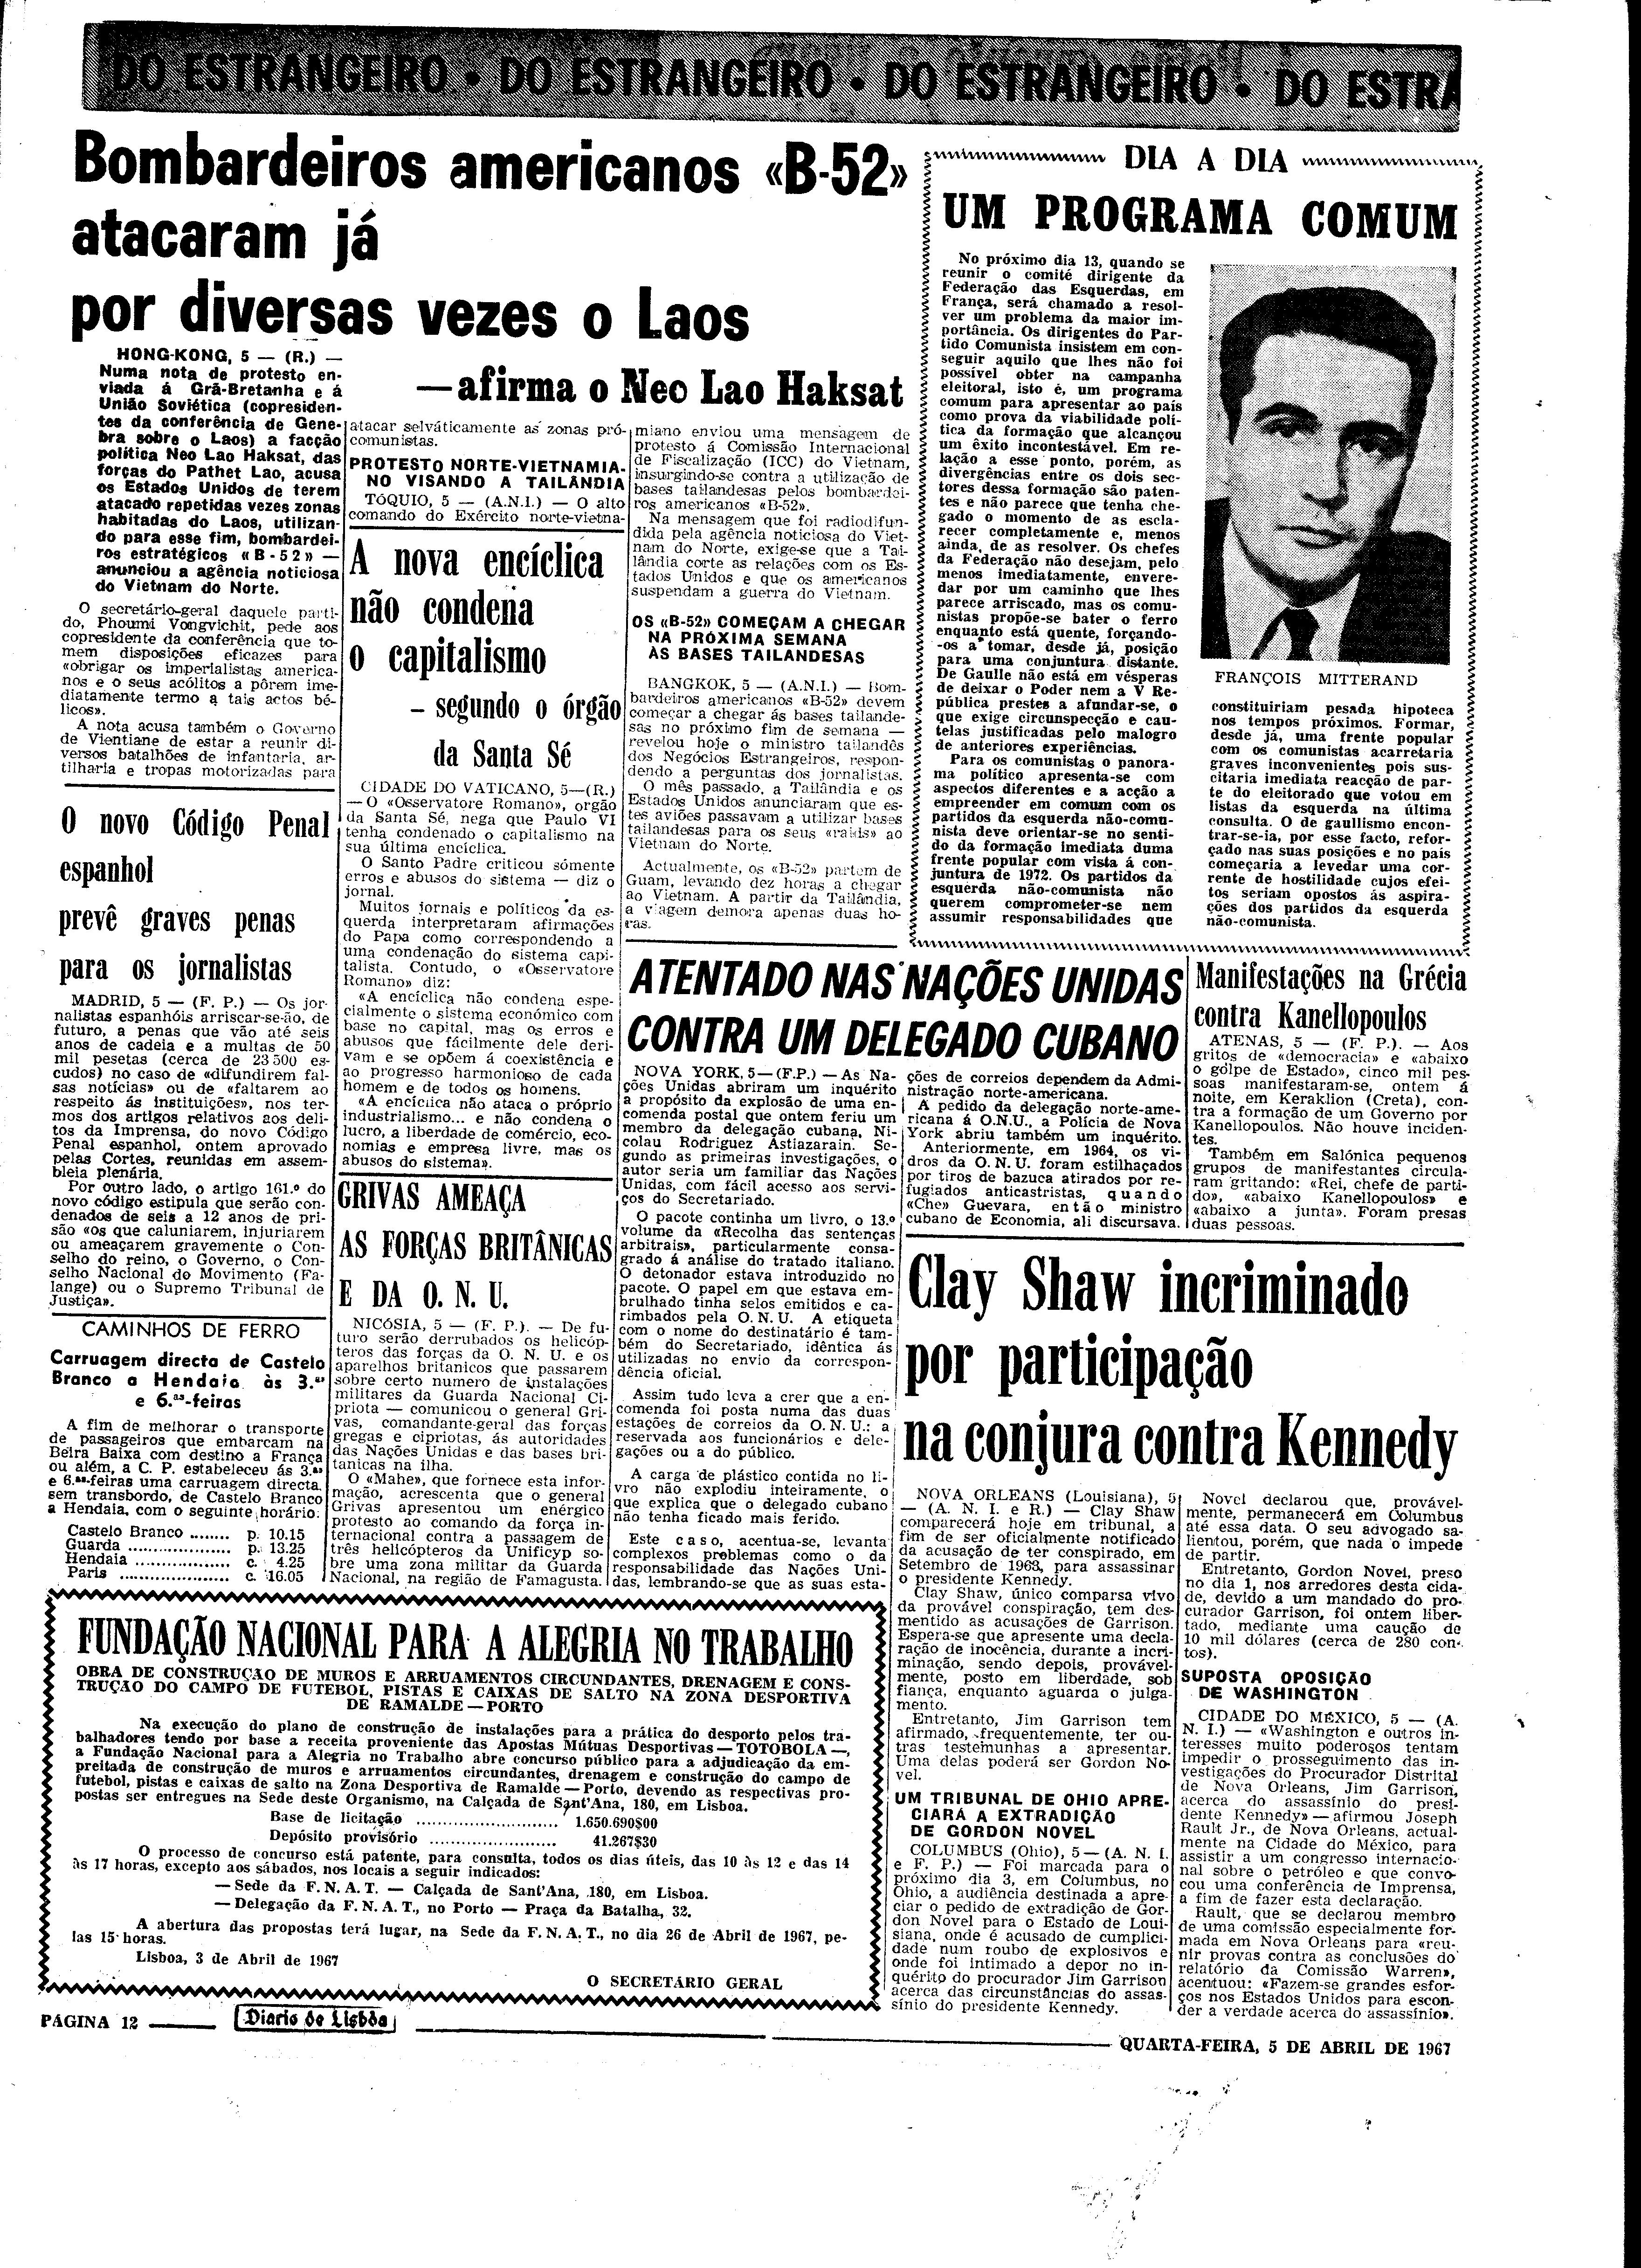 DO ESTRANGEIRO • DO ESTRANGEIRO • DO ESTRANGEIRO • DO ESTRA
Bombardeiros americanos «B-52»
atacaram já
por diversas vezes o Laos
—afirma o Neo Lao Haksat
HONG-KONG, 5 — (R.) —
Numa nota de protesto en-
viada á Grã-Bretanha e á
União Soviética (copresiden-
tes da conferência de Gene-
bra sobre o Laos) a facção
política Neo Lao Haksat, das
forças do Pathet Lao, acusa
os Estados Unidos de terem
atacado repetidas vezes zonas
habitadas do Laos, utilizan-
do para esse fim, bombardei-
ros estratégicos «B-52» —
anunciou a agência noticiosa
do Vietnam do Norte.
O secretário-geral daquele parti-
do, Phoumi Vongvichit, pede aos
copresidente da conferência que to-
mem disposições eficazes para
«obrigar os imperialistas america-
nos e o seus acólitos a pôrem ime-
diatamente termo a tais actos bé-
licos».
A nota acusa também o Governo
de Vientiane de estar a reunir di-
versos batalhões de infantaria, ar-
tilharia e tropas motorizadas para
atacar selváticamente as zonas pró-
comunistas.
PROTESTO NORTE-VIETNAMIA-
NO VISANDO A TAILÂNDIA
TÓQUIO, 5 — (A.N.I.) — O alto
comando do Exército norte-vietna-
miano enviou uma mensagem de
protesto á Comissão Internacional
de Fiscalização (ICC) do Vietnam,
insurgindo-se contra a utilização de
bases tailandesas pelos bombardei-
ros americanos «B-52».
Na mensagem que foi radiodifun-
dida pela agência noticiosa do Viet-
nam do Norte, exige-se que a Tai-
lândia corte as relações com os Es-
tados Unidos e que os americanos
suspendam a guerra do Vietnam.
OS «B-52» COMEÇAM A CHEGAR
NA PRÓXIMA SEMANA
ÀS BASES TAILANDESAS
BANGKOK, 5 — (A.N.I.) — Bom-
bardeiros americanos «B-52» devem
começar a chegar ás bases tailande-
sas no próximo fim de semana —
revelou hoje o ministro tailandês
dos Negócios Estrangeiros, respon-
dendo a perguntas dos jornalistas.
O mês passado, a Tailândia e os
Estados Unidos anunciaram que es-
tes aviões passavam a utilizar bases
tailandesas para os seus «raids» ao
Vietnam do Norte.
Actualmente, os «B-52» partem de
Guam, levando dez horas a chegar
ao Vietnam. A partir da Tailândia,
a viagem demora apenas duas ho-
ras.
O novo Código Penal
espanhol
prevê graves penas
para os jornalistas
MADRID, 5 — (F. P.) — Os jor-
nalistas espanhóis arriscar-se-ão, de
futuro, a penas que vão até seis
anos de cadeia e a multas de 50
mil pesetas (cerca de 23 500 es-
cudos) no caso de «difundirem fal-
sas notícias» ou de «faltarem ao
respeito ás instituições», nos ter-
mos dos artigos relativos aos deli-
tos da Imprensa, do novo Código
Penal espanhol, ontem aprovado
pelas Cortes, reunidas em assem-
bleia plenária.
Por outro lado, o artigo 161.º do
novo código estipula que serão con-
denados de seis a 12 anos de pri-
são «os que caluniarem, injuriarem
ou ameaçarem gravemente o Con-
selho do reino, o Governo, o Con-
selho Nacional do Movimento (Fa-
lange) ou o Supremo Tribunal de
Justiça».
CAMINHOS DE FERRO
Carruagem directa de Castelo
Branco a Hendaia às 3.ªˢ
e 6.ªˢ-feiras
A fim de melhorar o transporte
de passageiros que embarcam na
Beira Baixa com destino a França
ou além, a C. P. estabeleceu ás 3.ªˢ
e 6.ªˢ-feiras uma carruagem directa,
sem transbordo, de Castelo Branco
a Hendaia, com o seguinte horário:
Castelo Branco ........ p. 10.15
Guarda .................... p. 13.25
Hendaia .................. c. 4.25
Paris ..................... c. 16.05
A nova encíclica
não condena
o capitalismo
– segundo o órgão
da Santa Sé
CIDADE DO VATICANO, 5—(R.)
— O «Osservatore Romano», orgão
da Santa Sé, nega que Paulo VI
tenha condenado o capitalismo na
sua última encíclica.
O Santo Padre criticou sómente
erros e abusos do sistema — diz o
jornal.
Muitos jornais e políticos da es-
querda interpretaram afirmações
do Papa como correspondendo a
uma condenação do sistema capi-
talista. Contudo, o «Osservatore
Romano» diz:
«A encíclica não condena espe-
cialmente o sistema económico com
base no capital, mas os erros e
abusos que fácilmente dele deri-
vam e se opõem á coexistência e
ao progresso harmonioso de cada
homem e de todos os homens.
«A encíclica não ataca o próprio
industrialismo... e não condena o
lucro, a liberdade de comércio, eco-
nomias e empresa livre, mas os
abusos do sistema».
GRIVAS AMEAÇA
AS FORÇAS BRITÂNICAS
E DA O. N. U.
NICÓSIA, 5 — (F. P.). — De fu-
turo serão derrubados os helicóp-
teros das forças da O. N. U. e os
aparelhos britanicos que passarem
sobre certo numero de instalações
militares da Guarda Nacional Ci-
priota — comunicou o general Gri-
vas, comandante-geral das forças
gregas e cipriotas, ás autoridades
das Nações Unidas e das bases bri-
tanicas na ilha.
O «Mahe», que fornece esta infor-
mação, acrescenta que o general
Grivas apresentou um enérgico
protesto ao comando da força in-
ternacional contra a passagem de
três helicópteros da Unificyp so-
bre uma zona militar da Guarda
Nacional, na região de Famagusta.
DIA A DIA
UM PROGRAMA COMUM
No próximo dia 13, quando se
reunir o comité dirigente da
Federação das Esquerdas, em
França, será chamado a resol-
ver um problema da maior im-
portância. Os dirigentes do Par-
tido Comunista insistem em con-
seguir aquilo que lhes não foi
possível obter na campanha
eleitoral, isto é, um programa
comum para apresentar ao país
como prova da viabilidade polí-
tica da formação que alcançou
um êxito incontestável. Em re-
lação a esse ponto, porém, as
divergências entre os dois sec-
tores dessa formação são paten-
tes e não parece que tenha che-
gado o momento de as escla-
recer completamente e, menos
ainda, de as resolver. Os chefes
da Federação não desejam, pelo
menos imediatamente, envere-
dar por um caminho que lhes
parece arriscado, mas os comu-
nistas propõe-se bater o ferro
enquanto está quente, forçando-
-os a tomar, desde já, posição
para uma conjuntura distante.
De Gaulle não está em vésperas
de deixar o Poder nem a V Re-
pública prestes a afundar-se, o
que exige circunspecção e cau-
telas justificadas pelo malogro
de anteriores experiências.
Para os comunistas o panora-
ma político apresenta-se com
aspectos diferentes e a acção a
empreender em comum com os
partidos da esquerda não-comu-
nista deve orientar-se no senti-
do da formação imediata duma
frente popular com vista á con-
juntura de 1972. Os partidos da
esquerda não-comunista não
querem comprometer-se nem
assumir responsabilidades que
FRANÇOIS MITTERAND
constituiriam pesada hipoteca
nos tempos próximos. Formar,
desde já, uma frente popular
com os comunistas acarretaria
graves inconvenientes pois sus-
citaria imediata reacção de par-
te do eleitorado que votou em
listas da esquerda na última
consulta. O de gaullismo encon-
trar-se-ia, por esse facto, refor-
çado nas suas posições e no país
começaria a levedar uma cor-
rente de hostilidade cujos efei-
tos seriam opostos ás aspira-
ções dos partidos da esquerda
não-comunista.
ATENTADO NAS NAÇÕES UNIDAS
CONTRA UM DELEGADO CUBANO
NOVA YORK, 5—(F.P.) — As Na-
ções Unidas abriram um inquérito
a propósito da explosão de uma en-
comenda postal que ontem feriu um
membro da delegação cubana, Ni-
colau Rodriguez Astiazarain. Se-
gundo as primeiras investigações, o
autor seria um familiar das Nações
Unidas, com fácil acesso aos servi-
ços do Secretariado.
O pacote continha um livro, o 13.º
volume da «Recolha das sentenças
arbitrais», particularmente consa-
grado á análise do tratado italiano.
O detonador estava introduzido no
pacote. O papel em que estava em-
brulhado tinha selos emitidos e ca-
rimbados pela O. N. U. A etiqueta
com o nome do destinatário é tam-
bém do Secretariado, idêntica ás
utilizadas no envio da correspon-
dência oficial.
Assim tudo leva a crer que a en-
comenda foi posta numa das duas
estações de correios da O. N. U.: a
reservada aos funcionários e dele-
gações ou a do público.
A carga de plástico contida no li-
vro não explodiu inteiramente, o
que explica que o delegado cubano
não tenha ficado mais ferido.
Este caso, acentua-se, levanta
complexos problemas como o da
responsabilidade das Nações Uni-
das, lembrando-se que as suas esta-
ções de correios dependem da Admi-
nistração norte-americana.
A pedido da delegação norte-ame-
ricana á O.N.U., a Polícia de Nova
York abriu também um inquérito.
Anteriormente, em 1964, os vi-
dros da O. N. U. foram estilhaçados
por tiros de bazuca atirados por re-
fugiados anticastristas, quando
«Che» Guevara, então ministro
cubano de Economia, ali discursava.
Manifestações na Grécia
contra Kanellopoulos
ATENAS, 5 — (F. P.). — Aos
gritos de «democracia» e «abaixo
o golpe de Estado», cinco mil pes-
soas manifestaram-se, ontem á
noite, em Keraklion (Creta), con-
tra a formação de um Governo por
Kanellopoulos. Não houve inciden-
tes.
Também em Salónica pequenos
grupos de manifestantes circula-
ram gritando: «Rei, chefe de parti-
do», «abaixo Kanellopoulos» e
«abaixo a junta». Foram presas
duas pessoas.
Clay Shaw incriminado
por participação
na conjura contra Kennedy
NOVA ORLEANS (Louisiana), 5
— (A. N. I. e R.) — Clay Shaw
comparecerá hoje em tribunal, a
fim de ser oficialmente notificado
da acusação de ter conspirado, em
Setembro de 1963, para assassinar
o presidente Kennedy.
Clay Shaw, único comparsa vivo
da provável conspiração, tem des-
mentido as acusações de Garrison.
Espera-se que apresente uma decla-
ração de inocência, durante a incri-
minação, sendo depois, provável-
mente, posto em liberdade, sob
fiança, enquanto aguarda o julga-
mento.
Entretanto, Jim Garrison tem
afirmado, frequentemente, ter ou-
tras testemunhas a apresentar.
Uma delas poderá ser Gordon No-
vel.
UM TRIBUNAL DE OHIO APRE-
CIARÁ A EXTRADIÇÃO
DE GORDON NOVEL
COLUMBUS (Ohio), 5 — (A. N. I.
e F. P.) — Foi marcada para o
próximo dia 3, em Columbus, no
Ohio, a audiência destinada a apre-
ciar o pedido de extradição de Gor-
don Novel para o Estado de Loui-
siana, onde é acusado de cumplici-
dade num roubo de explosivos e
onde foi intimado a depor no in-
quérito do procurador Jim Garrison
acerca das circunstâncias do assas-
sínio do presidente Kennedy.
Novel declarou que, provável-
mente, permanecerá em Columbus
até essa data. O seu advogado sa-
lientou, porém, que nada o impede
de partir.
Entretanto, Gordon Novel, preso
no dia 1, nos arredores desta cida-
de, devido a um mandado do pro-
curador Garrison, foi ontem liber-
tado, mediante uma caução de
10 mil dólares (cerca de 280 con-
tos).
SUPOSTA OPOSIÇÃO
DE WASHINGTON
CIDADE DO MÉXICO, 5 — (A.
N. I.) — «Washington e outros in-
teresses muito poderosos tentam
impedir o prosseguimento das in-
vestigações do Procurador Distrital
de Nova Orleans, Jim Garrison,
acerca do assassínio do presi-
dente Kennedy» — afirmou Joseph
Rault Jr., de Nova Orleans, actual-
mente na Cidade do México, para
assistir a um congresso internacio-
nal sobre o petróleo e que convo-
cou uma conferência de Imprensa,
a fim de fazer esta declaração.
Rault, que se declarou membro
de uma comissão especialmente for-
mada em Nova Orleans para «reu-
nir provas contra as conclusões do
relatório da Comissão Warren»,
acentuou: «Fazem-se grandes esfor-
ços nos Estados Unidos para escon-
der a verdade acerca do assassínio».
FUNDAÇÃO NACIONAL PARA A ALEGRIA NO TRABALHO
OBRA DE CONSTRUÇÃO DE MUROS E ARRUAMENTOS CIRCUNDANTES, DRENAGEM E CONS-
TRUÇÃO DO CAMPO DE FUTEBOL, PISTAS E CAIXAS DE SALTO NA ZONA DESPORTIVA
DE RAMALDE — PORTO
Na execução do plano de construção de instalações para a prática do desporto pelos tra-
balhadores tendo por base a receita proveniente das Apostas Mútuas Desportivas — TOTOBOLA —,
a Fundação Nacional para a Alegria no Trabalho abre concurso público para a adjudicação da em-
preitada de construção de muros e arruamentos circundantes, drenagem e construção do campo de
futebol, pistas e caixas de salto na Zona Desportiva de Ramalde — Porto, devendo as respectivas pro-
postas ser entregues na Sede deste Organismo, na Calçada de Sant'Ana, 180, em Lisboa.
Base de licitação .......................... 1.650.690$00
Depósito provisório ....................... 41.267$30
O processo de concurso está patente, para consulta, todos os dias úteis, das 10 às 12 e das 14
às 17 horas, excepto aos sábados, nos locais a seguir indicados:
— Sede da F. N. A. T. — Calçada de Sant'Ana, 180, em Lisboa.
— Delegação da F. N. A. T., no Porto — Praça da Batalha, 32.
A abertura das propostas terá lugar, na Sede da F. N. A. T., no dia 26 de Abril de 1967, pe-
las 15 horas.
Lisboa, 3 de Abril de 1967
O SECRETÁRIO GERAL
PÁGINA 12
Diario de Lisbôa
QUARTA-FEIRA, 5 DE ABRIL DE 1967